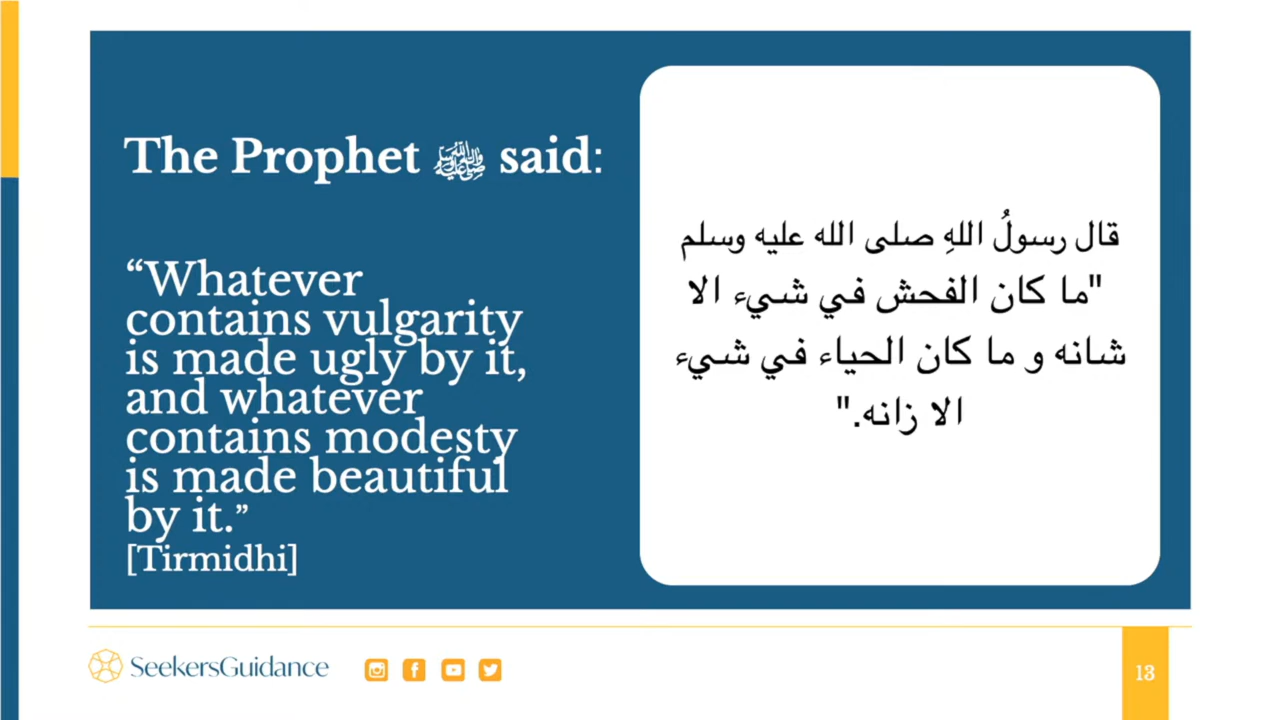 The Prophet ﷺ said:
“Whatever
contains vulgarity
is made ugly by it,
and whatever
contains modesty
is made beautiful
by it.”
[Tirmidhi]
قال رسولُ اللهِ صلى الله عليه وسلم
"ما كان الفحش في شيء الا
شانه و ما كان الحياء في شيء
الا زانه."
SeekersGuidance
13